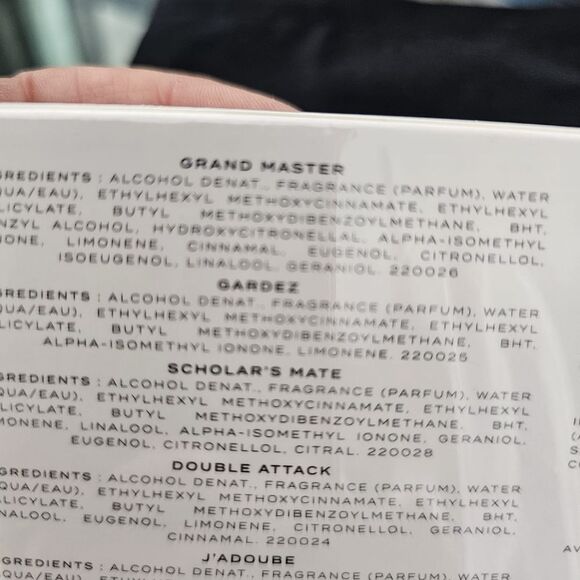 GRAND MASTER
GREDIENTS : ALCOHOL DENAT., FRAGRANCE (PARFUM), WATER
QUA/EAU), ETHYLHEXYL METHOXYCINNAMATE, ETHYLHEXYL
LICYLATE, BUTYL METHOXYDIBENZOYLMETHANE, BHT,
NZYL ALCOHOL, HYDROXYCITRONELLAL, ALPHA-ISOMETHYL
NONE, LIMONENE, CINNAMAL, EUGENOL, CITRONELLOL,
ISOEUGENOL, LINALOOL, GERANIOL. 220026
GARDEZ
GREDIENTS : ALCOHOL DENAT., FRAGRANCE (PARFUM), WATER
QUA/EAU), ETHYLHEXYL METHOXYCINNAMATE, ETHYLHEXYL
LICYLATE, BUTYL METHOXYDIBENZOYLMETHANE, BHT,
ALPHA-ISOMETHYL IONONE, LIMONENE. 220025
SCHOLAR'S MATE
GREDIENTS : ALCOHOL DENAT., FRAGRANCE (PARFUM), WATER
QUA/EAU), ETHYLHEXYL METHOXYCINNAMATE, ETHYLHEXYL
LICYLATE, BUTYL METHOXYDIBENZOYLMETHANE, BHT,
MONENE, LINALOOL, ALPHA-ISOMETHYL IONONE, GERANIOL,
EUGENOL, CITRONELLOL, CITRAL. 220028
DOUBLE ATTACK
GREDIENTS : ALCOHOL DENAT., FRAGRANCE (PARFUM), WATER
QUA/EAU), ETHYLHEXYL METHOXYCINNAMATE, ETHYLHEXYL
ALICYLATE, BUTYL METHOXYDIBENZOYLMETHANE, BHT,
NALOOL, EUGENOL, LIMONENE, CITRONELLOL, GERANIOL,
CINNAMAL. 220024
J'ADOUBE
GREDIENTS : ALCOHOL DENAT., FRAGRANCE (PARFUM), WATER
QUA/EAU), ETHYLHEXYL